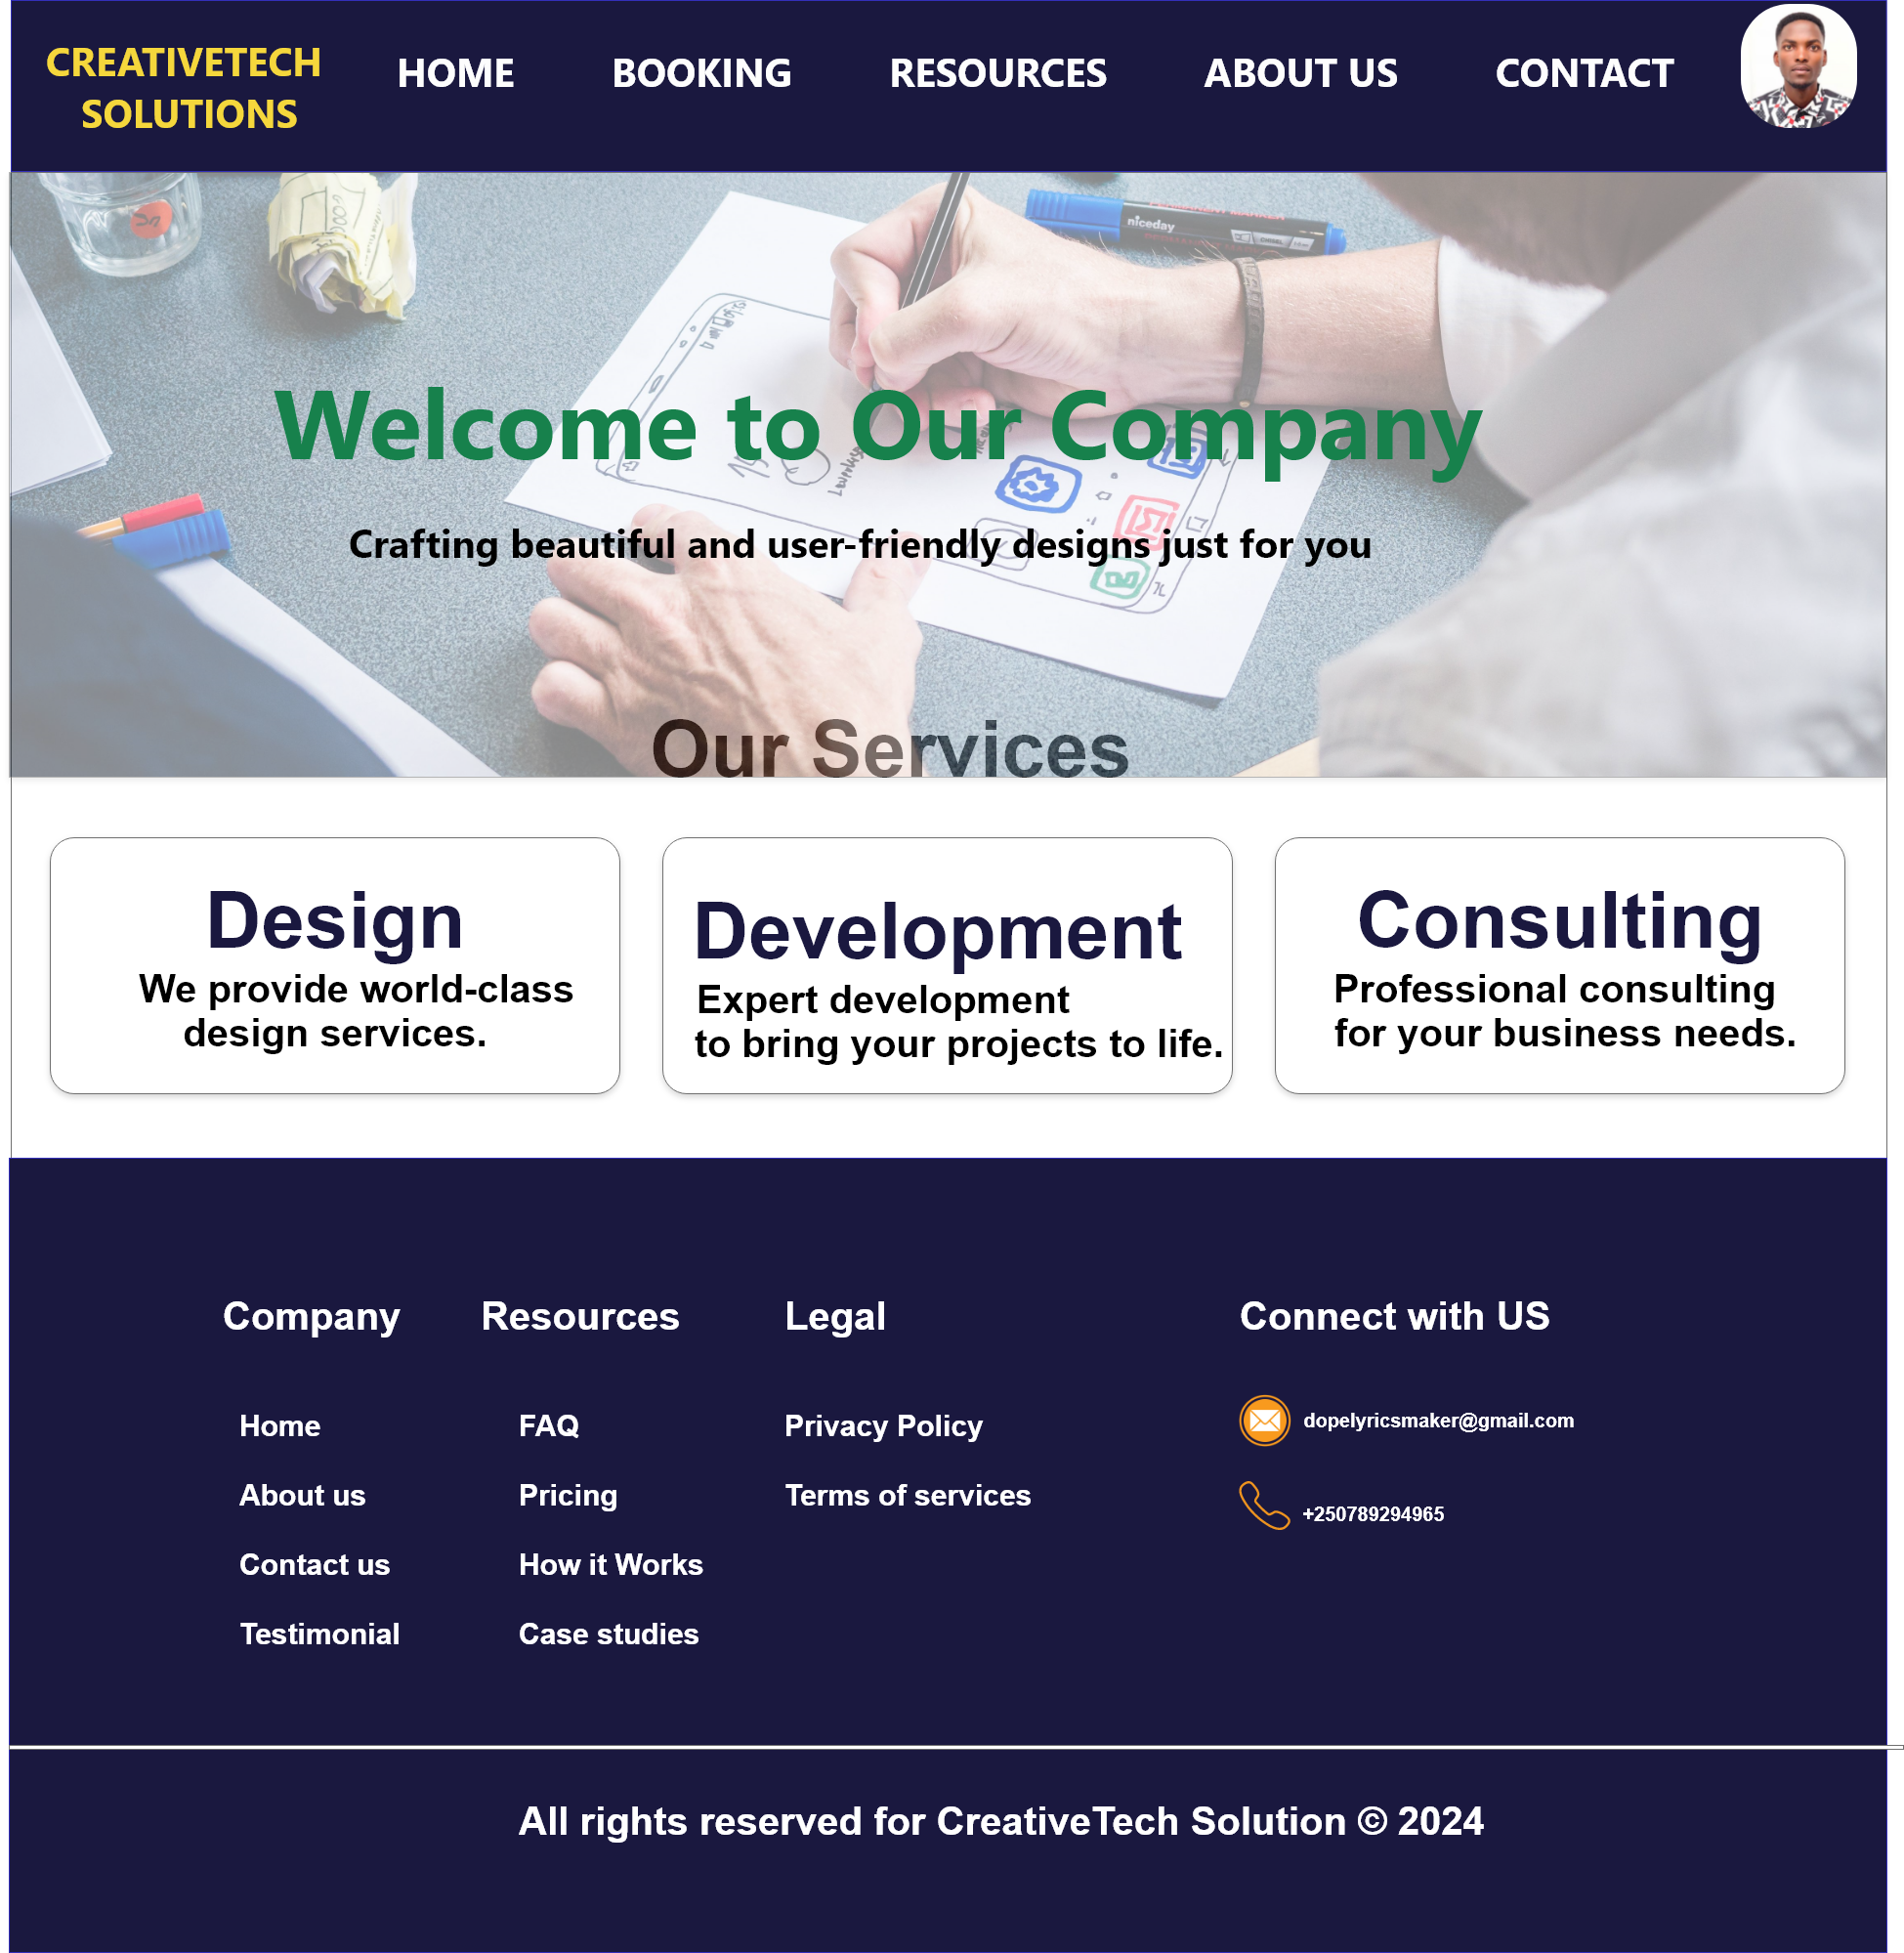 CREATIVETECH
SOLUTIONS
HOME
BOOKING
RESOURCES
ABOUT US
CONTACT
niceday
Welcome to Our Company
Crafting beautiful and user-friendly designs just for you
Our Services
Design
We provide world-class
design services.
Development
Expert development
to bring your projects to life.
Consulting
Professional consulting
for your business needs.
Company
Home
About us
Contact us
Testimonial
Resources
FAQ
Pricing
How it Works
Case studies
Legal
Privacy Policy
Terms of services
Connect with US
dopelyricsmaker@gmail.com
+250789294965
All rights reserved for CreativeTech Solution © 2024